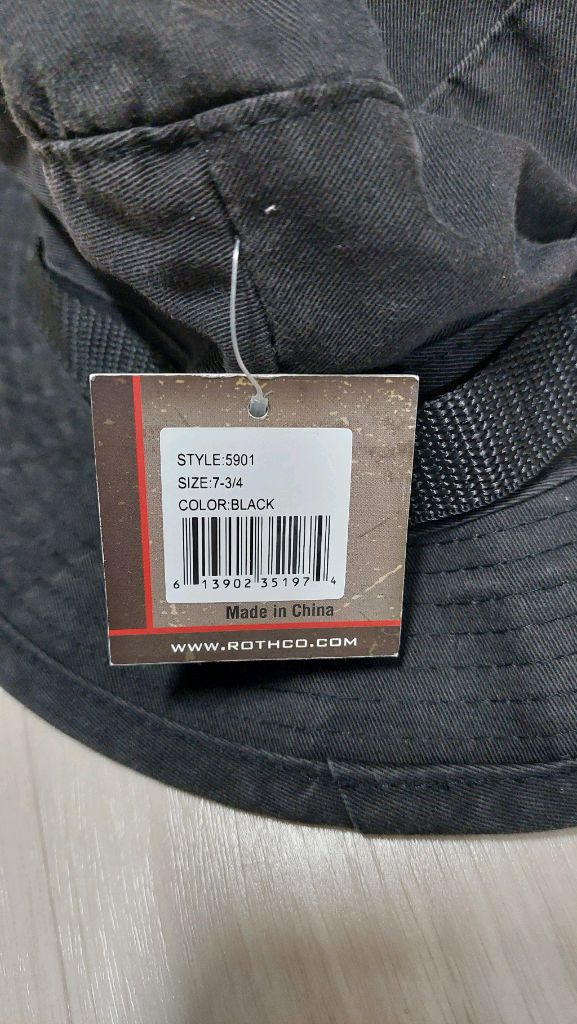 STYLE:5901
SIZE:7-3/4
COLOR:BLACK
6 13902 35197 4
Made in China
WWW.ROTHCO.COM